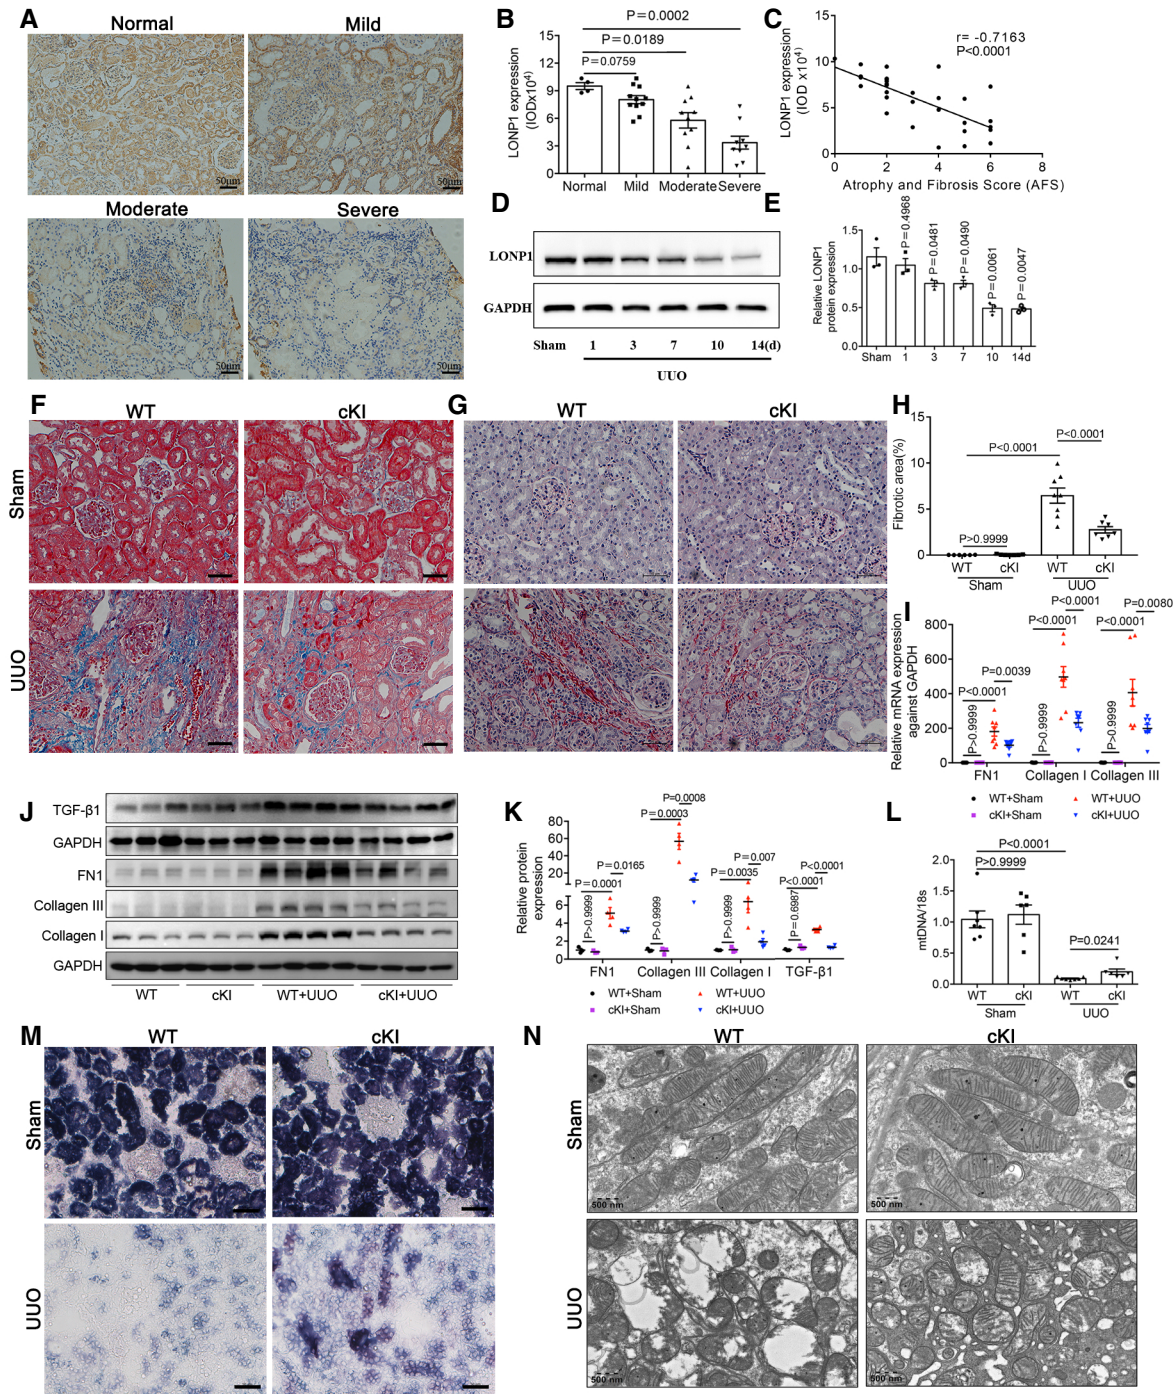 A
Normal
Mild
50μm
50μm
Moderate
Severe
50μm
50μm
B
P=0.0002
P=0.0189
P=0.0759
LONP1 expression
(IODx10⁴)
15
12
9
6
3
0
Normal
Mild
Moderate
Severe
C
r= -0.7163
P<0.0001
LONP1 expression
(IOD x10⁴)
15
10
5
0
0
2
4
6
8
Atrophy and Fibrosis Score (AFS)
D
LONP1
GAPDH
Sham 1 3 7 10 14(d)
UUO
E
P=0.4968
P=0.0481
P=0.0490
P=0.0061
P=0.0047
Relative LONP1
protein expression
1.5
1.0
0.5
0.0
Sham 1 3 7 10 14d
F
WT
cKI
Sham
UUO
G
WT
cKI
H
P<0.0001
P<0.0001
P>0.9999
Fibrotic area(%)
15
10
5
0
WT cKI WT cKI
Sham UUO
I
P<0.0001
P=0.0080
P<0.0001
P<0.0001
P=0.0039
P<0.0001
P>0.9999
P>0.9999
P>0.9999
Relative mRNA expression
against GAPDH
800
600
400
200
0
FN1 Collagen I Collagen III
WT+Sham
WT+UUO
cKI+Sham
cKI+UUO
J
TGF-β1
GAPDH
FN1
Collagen III
Collagen I
GAPDH
WT cKI WT+UUO cKI+UUO
K
P=0.0008
P=0.0003
P=0.007
P=0.0165
P=0.0035
P<0.0001
P=0.0001
P<0.0001
P>0.9999
P>0.9999
P>0.9999
P=0.6987
Relative protein
expression
80
60
40
20
6
4
2
0
FN1 Collagen III Collagen I TGF-β1
WT+Sham
WT+UUO
cKI+Sham
cKI+UUO
L
P<0.0001
P>0.9999
P=0.0241
mtDNA/18s
2.0
1.5
1.0
0.5
0.0
WT cKI WT cKI
Sham UUO
M
WT
cKI
Sham
UUO
N
WT
cKI
Sham
UUO
500 nm
500 nm
500 nm
500 nm